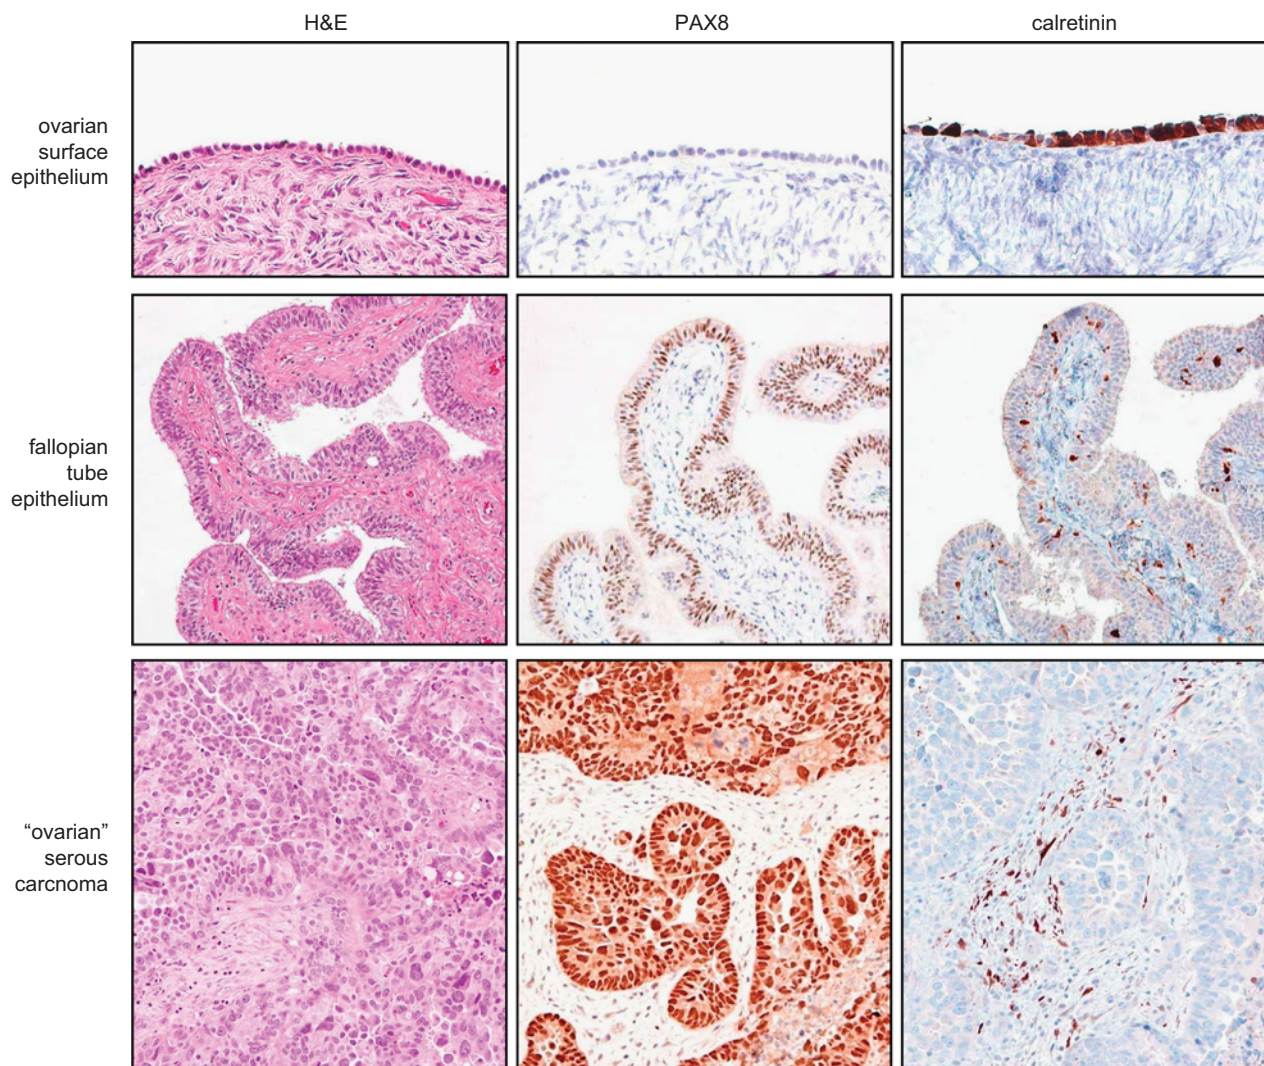 H&E
PAX8
calretinin
ovarian
surface
epithelium
fallopian
tube
epithelium
“ovarian”
serous
carcnoma